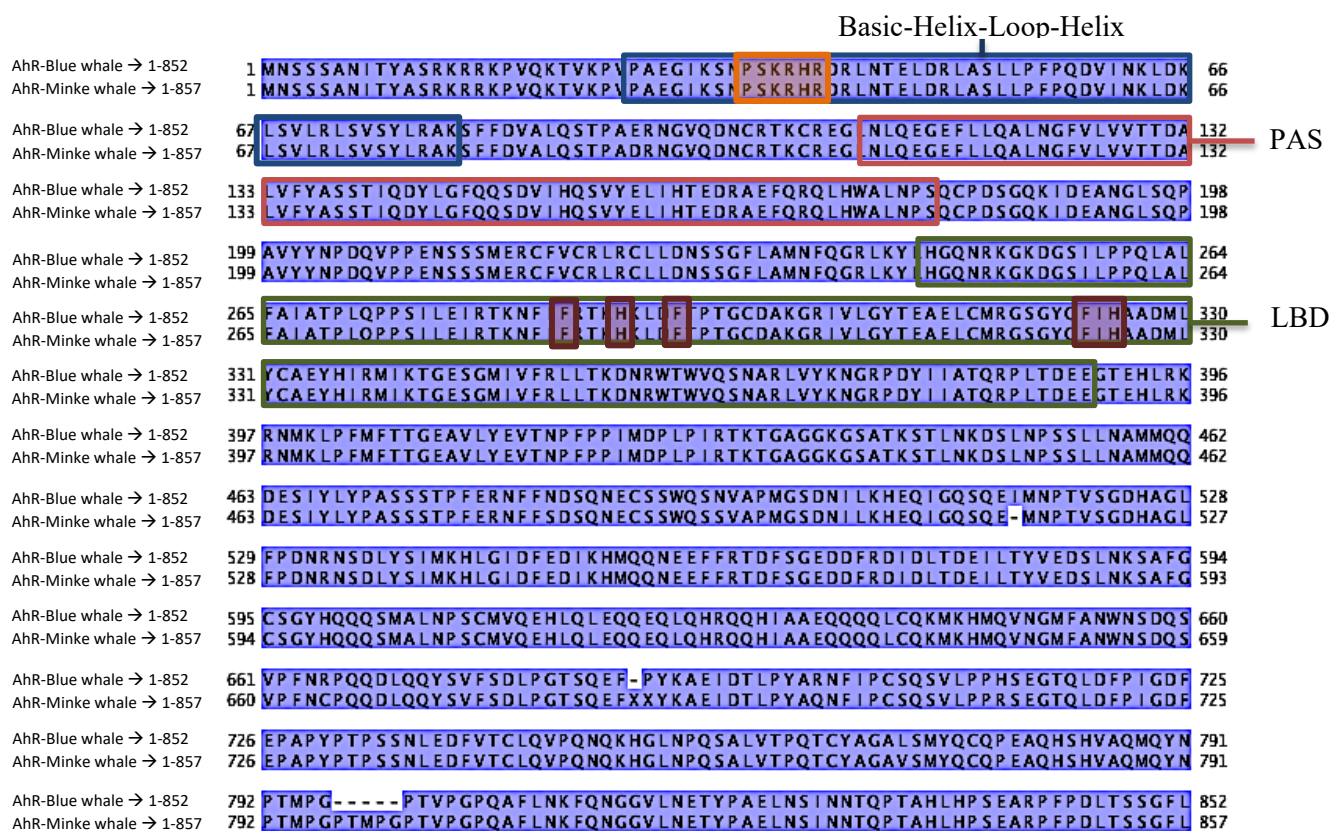 Basic-Helix-Loop-Helix
AhR-Blue whale → 1-852 1 MNSSSANITYASRKRRKPVQKTVKPVPAEGIKSNPSKRHRDRLNTELDRLASLLPFPQDVINKLDK 66
AhR-Minke whale → 1-857 1 MNSSSANITYASRKRRKPVQKTVKPVPAEGIKSNPSKRHRDRLNTELDRLASLLPFPQDVINKLDK 66
AhR-Blue whale → 1-852 67 LSVLRLSVSYLRAKSFFDVALQSTPAERNGVQDNCRTKCREGLNLQEGEFLLQALNGFVLVVTTDA 132
AhR-Minke whale → 1-857 67 LSVLRLSVSYLRAKSFFDVALQSTPADRNGVQDNCRTKCREGLNLQEGEFLLQALNGFVLVVTTDA 132
PAS
AhR-Blue whale → 1-852 133 LVFYASSTIQDYLGFQQSDVIHQSVYELIHTEDRAEFQRQLHWALNPSQCPDSGQKIDEANGLSQP 198
AhR-Minke whale → 1-857 133 LVFYASSTIQDYLGFQQSDVIHQSVYELIHTEDRAEFQRQLHWALNPSQCPDSGQKIDEANGLSQP 198
AhR-Blue whale → 1-852 199 AVYYNPDQVPPENSSSMERCFVCRLRCLLDNSSGFLAMNFQGRLKYLHGQNRKGKDGSILPPQLAL 264
AhR-Minke whale → 1-857 199 AVYYNPDQVPPENSSSMERCFVCRLRCLLDNSSGFLAMNFQGRLKYLHGQNRKGKDGSILPPQLAL 264
AhR-Blue whale → 1-852 265 FAIATPLQPPSILEIRTKNFIFRTKHKLDFTPTGCDAKGRIVLGYTEAELCMRGSGYQFIHAADML 330
AhR-Minke whale → 1-857 265 FAIATPLQPPSILEIRTKNFIFRTKHKLDFTPTGCDAKGRIVLGYTEAELCMRGSGYQFIHAADML 330
LBD
AhR-Blue whale → 1-852 331 YCAEYHIRMIKTGESGMIVFRLLTKDNRWTWVQSNARLVYKNGRPDYIIATQRPLTDEEGTEHLRK 396
AhR-Minke whale → 1-857 331 YCAEYHIRMIKTGESGMIVFRLLTKDNRWTWVQSNARLVYKNGRPDYIIATQRPLTDEEGTEHLRK 396
AhR-Blue whale → 1-852 397 RNMKLPFMFTTGEAVLYEVTNPFPPIMDPLPIRTKTGAGGKGSATKSTLNKDSLNPSSLLNAMMQQ 462
AhR-Minke whale → 1-857 397 RNMKLPFMFTTGEAVLYEVTNPFPPIMDPLPIRTKTGAGGKGSATKSTLNKDSLNPSSLLNAMMQQ 462
AhR-Blue whale → 1-852 463 DESIYLYPASSSTPFERNFFNDSQNECSSWQSNVAPMGSDNILKHEQIGQSQEIMNPTVSGDHAGL 528
AhR-Minke whale → 1-857 463 DESIYLYPASSSTPFERNFFSDSQNECSSWQSSVAPMGSDNILKHEQIGQSQE-MNPTVSGDHAGL 527
AhR-Blue whale → 1-852 529 FPDNRNSDLYSIMKHLGIDFEDIKHMQQNEEFFRTDFSGEDDFRDIDLTDEILTYVEDSLNKSAFG 594
AhR-Minke whale → 1-857 528 FPDNRNSDLYSIMKHLGIDFEDIKHMQQNEEFFRTDFSGEDDFRDIDLTDEILTYVEDSLNKSAFG 593
AhR-Blue whale → 1-852 595 CSGYHQQQSMALNPSCMVQEHLQLEQQEQLQHRQQHIAAEQQQQLCQKMKHMQVNGMFANWNSDQS 660
AhR-Minke whale → 1-857 594 CSGYHQQQSMALNPSCMVQEHLQLEQQEQLQHRQQHIAAEQQQQLCQKMKHMQVNGMFANWNSDQS 659
AhR-Blue whale → 1-852 661 VPFNRPQQDLQQYSVFSDLPGTSQEF-PYKAEIDTLPYARNFIPCSQSVLPPHSEGTQLDFPIGDF 725
AhR-Minke whale → 1-857 660 VPFNCPQQDLQQYSVFSDLPGTSQEFXXYKAEIDTLPYAQNFIPCSQSVLPPRSEGTQLDFPIGDF 725
AhR-Blue whale → 1-852 726 EPAPYPTPSSNLEDFVTCLQVPQNQKHGLNPQSALVTPQTCYAGALSMYQCQPEAQHSHVAQMQYN 791
AhR-Minke whale → 1-857 726 EPAPYPTPSSNLEDFVTCLQVPQNQKHGLNPQSALVTPQTCYAGAVSMYQCQPEAQHSHVAQMQYN 791
AhR-Blue whale → 1-852 792 PTMPG-----PTVPGPQAFLNKFQNGGVLNETYPAELNSINNTQPTAHLHPSEARPFPDLTSSGFL 852
AhR-Minke whale → 1-857 792 PTMPGPTMPGPTVPGPQAFLNKFQNGGVLNETYPAELNSINNTQPTAHLHPSEARPFPDLTSSGFL 857